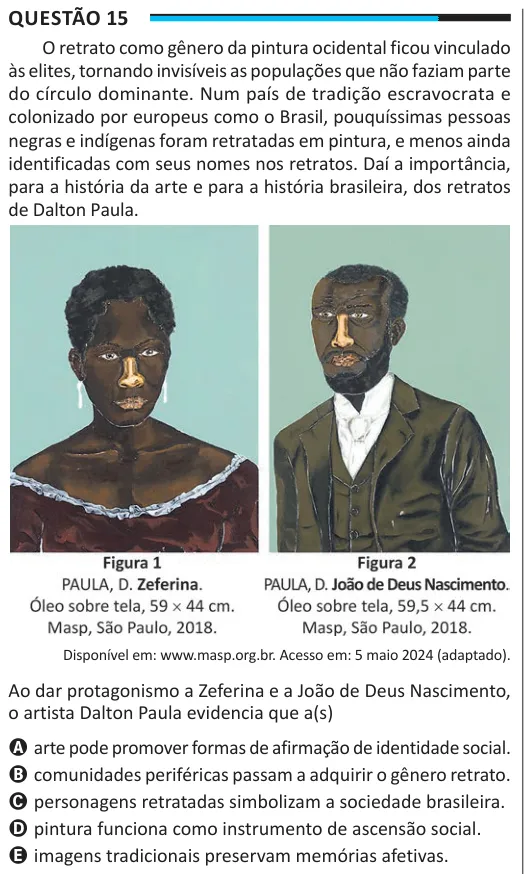 QUESTÃO 15
O retrato como gênero da pintura ocidental ficou vinculado
às elites, tornando invisíveis as populações que não faziam parte
do círculo dominante. Num país de tradição escravocrata e
colonizado por europeus como o Brasil, pouquíssimas pessoas
negras e indígenas foram retratadas em pintura, e menos ainda
identificadas com seus nomes nos retratos. Daí a importância,
para a história da arte e para a história brasileira, dos retratos
de Dalton Paula.
Figura 1
PAULA, D. Zeferina.
Óleo sobre tela, 59 × 44 cm.
Masp, São Paulo, 2018.
Figura 2
PAULA, D. João de Deus Nascimento.
Óleo sobre tela, 59,5 × 44 cm.
Masp, São Paulo, 2018.
Disponível em: www.masp.org.br. Acesso em: 5 maio 2024 (adaptado).
Ao dar protagonismo a Zeferina e a João de Deus Nascimento,
o artista Dalton Paula evidencia que a(s)
A arte pode promover formas de afirmação de identidade social.
B comunidades periféricas passam a adquirir o gênero retrato.
C personagens retratadas simbolizam a sociedade brasileira.
D pintura funciona como instrumento de ascensão social.
E imagens tradicionais preservam memórias afetivas.